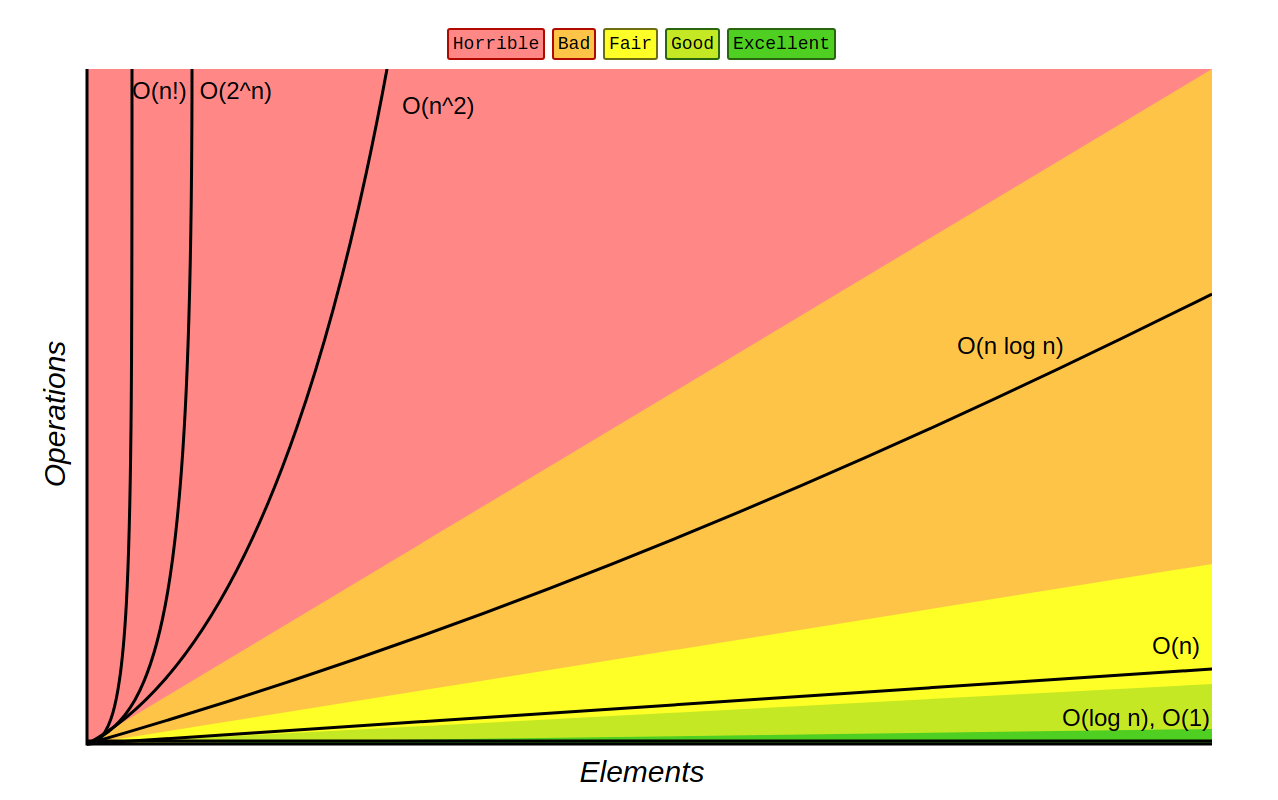 Horrible Bad Fair Good Excellent
O(n!) O(2^n)
O(n^2)
O(n log n)
Operations
O(n)
O(log n), O(1)
Elements